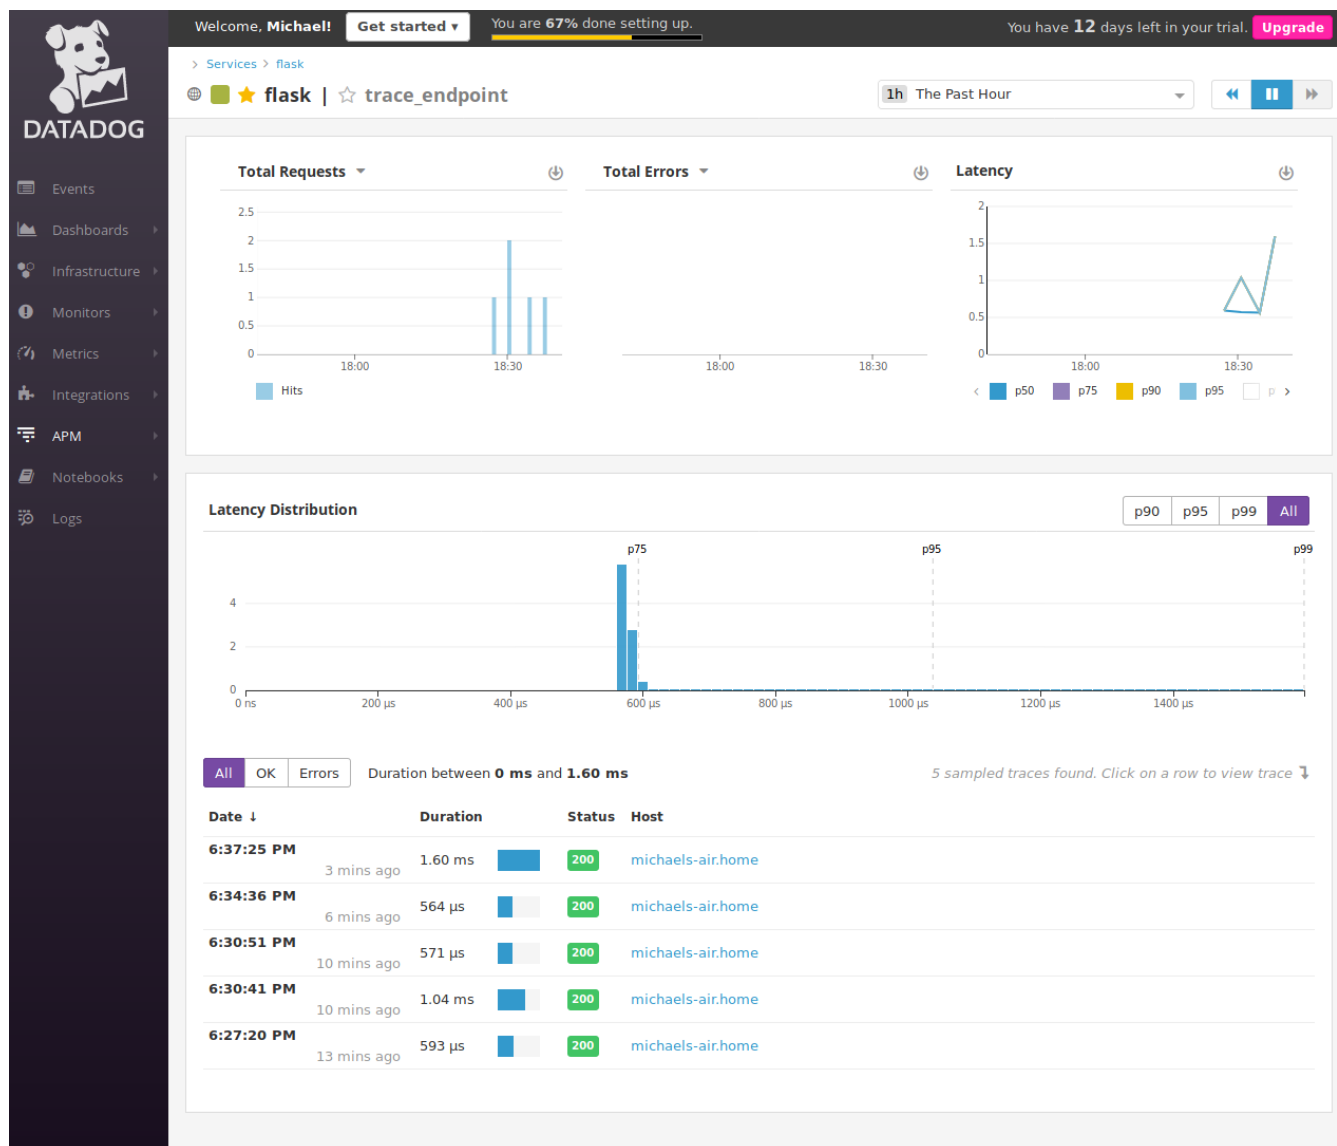 Welcome, Michael! Get started ▾ You are 67% done setting up. You have 12 days left in your trial. Upgrade
DATADOG
Events
Dashboards
Infrastructure
Monitors
Metrics
Integrations
APM
Notebooks
Logs
> Services > flask
flask | trace_endpoint 1h The Past Hour
Total Requests
2.5
2
1.5
1
0.5
0
18:00 18:30
Hits
Total Errors
18:00 18:30
Latency
2
1.5
1
0.5
0
18:00 18:30
p50 p75 p90 p95 p
Latency Distribution p90 p95 p99 All
p75 p95 p99
4
2
0
0 ns 200 µs 400 µs 600 µs 800 µs 1000 µs 1200 µs 1400 µs
All OK Errors Duration between 0 ms and 1.60 ms 5 sampled traces found. Click on a row to view trace
Date ↓ Duration Status Host
6:37:25 PM
3 mins ago 1.60 ms 200 michaels-air.home
6:34:36 PM
6 mins ago 564 µs 200 michaels-air.home
6:30:51 PM
10 mins ago 571 µs 200 michaels-air.home
6:30:41 PM
10 mins ago 1.04 ms 200 michaels-air.home
6:27:20 PM
13 mins ago 593 µs 200 michaels-air.home